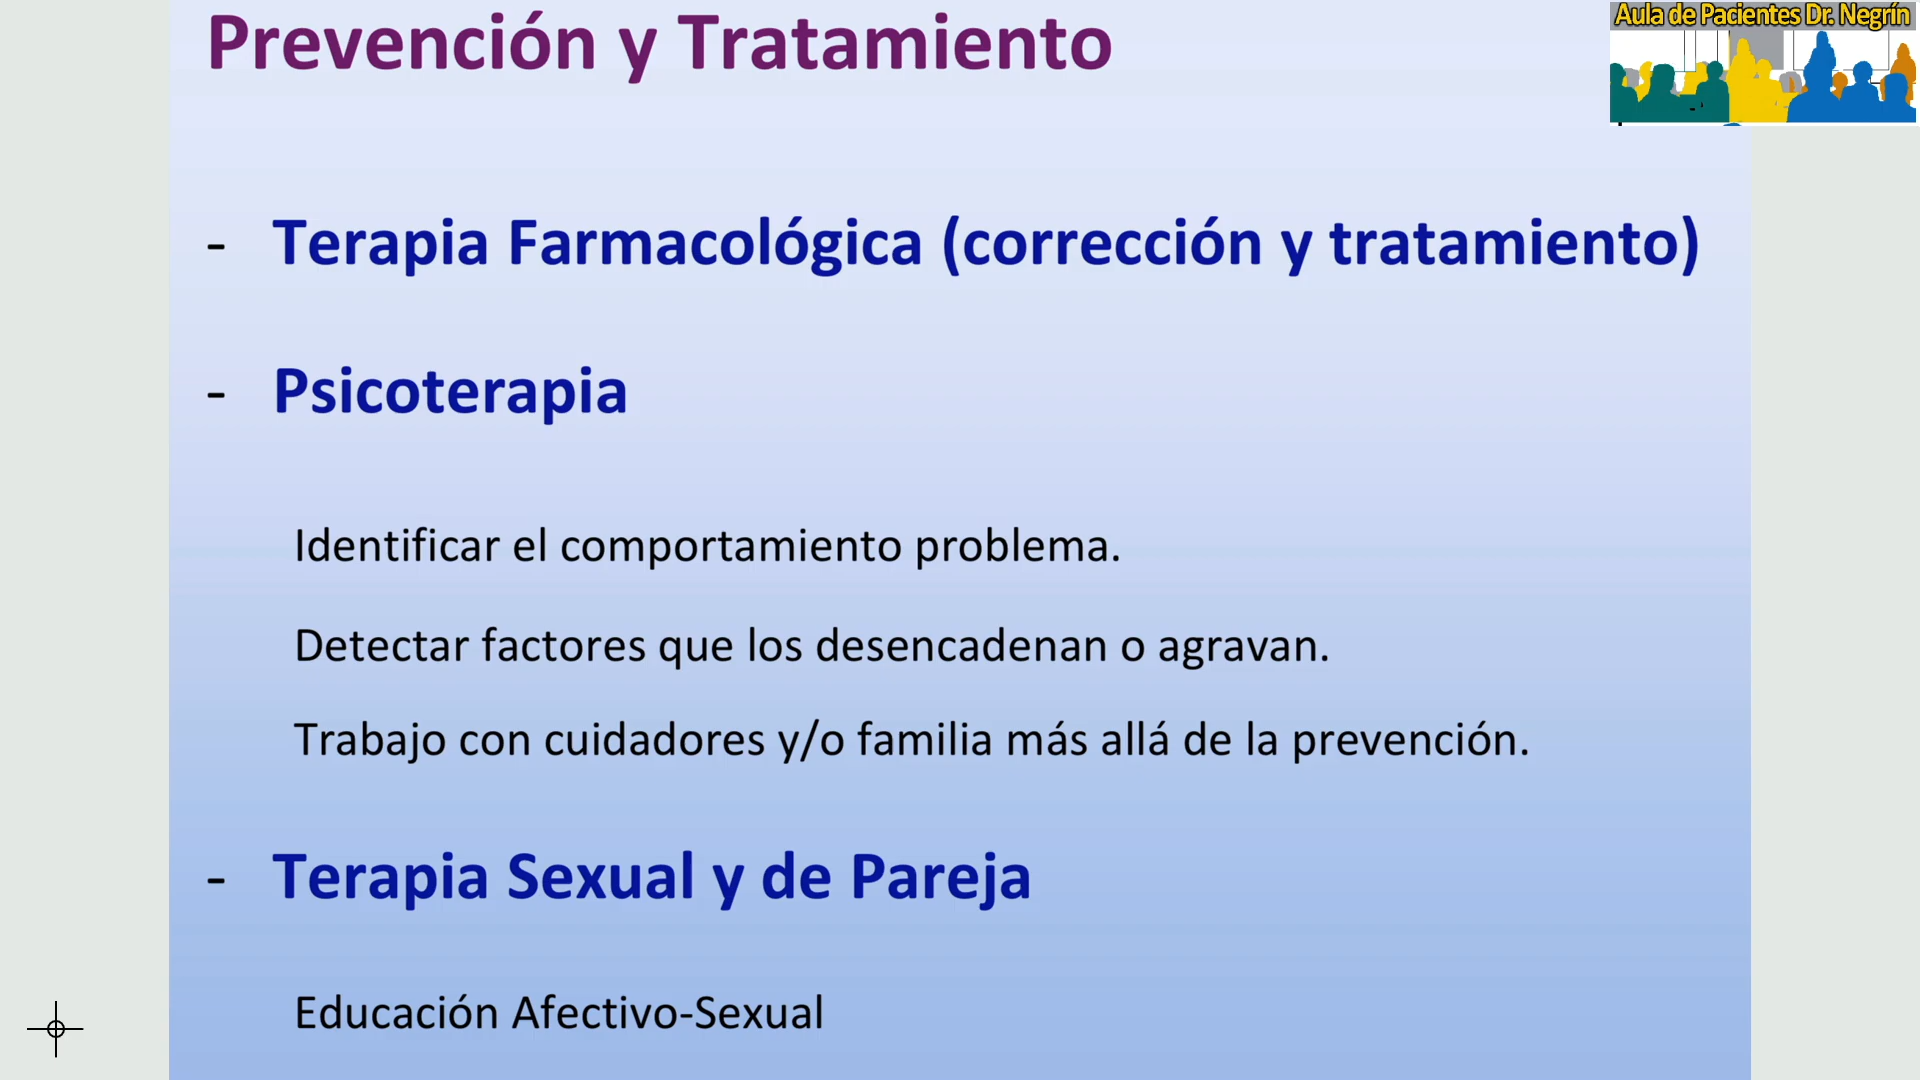 Prevención y Tratamiento
Aula de Pacientes Dr. Negrín
- Terapia Farmacológica (corrección y tratamiento)
- Psicoterapia
Identificar el comportamiento problema.
Detectar factores que los desencadenan o agravan.
Trabajo con cuidadores y/o familia más allá de la prevención.
- Terapia Sexual y de Pareja
Educación Afectivo-Sexual